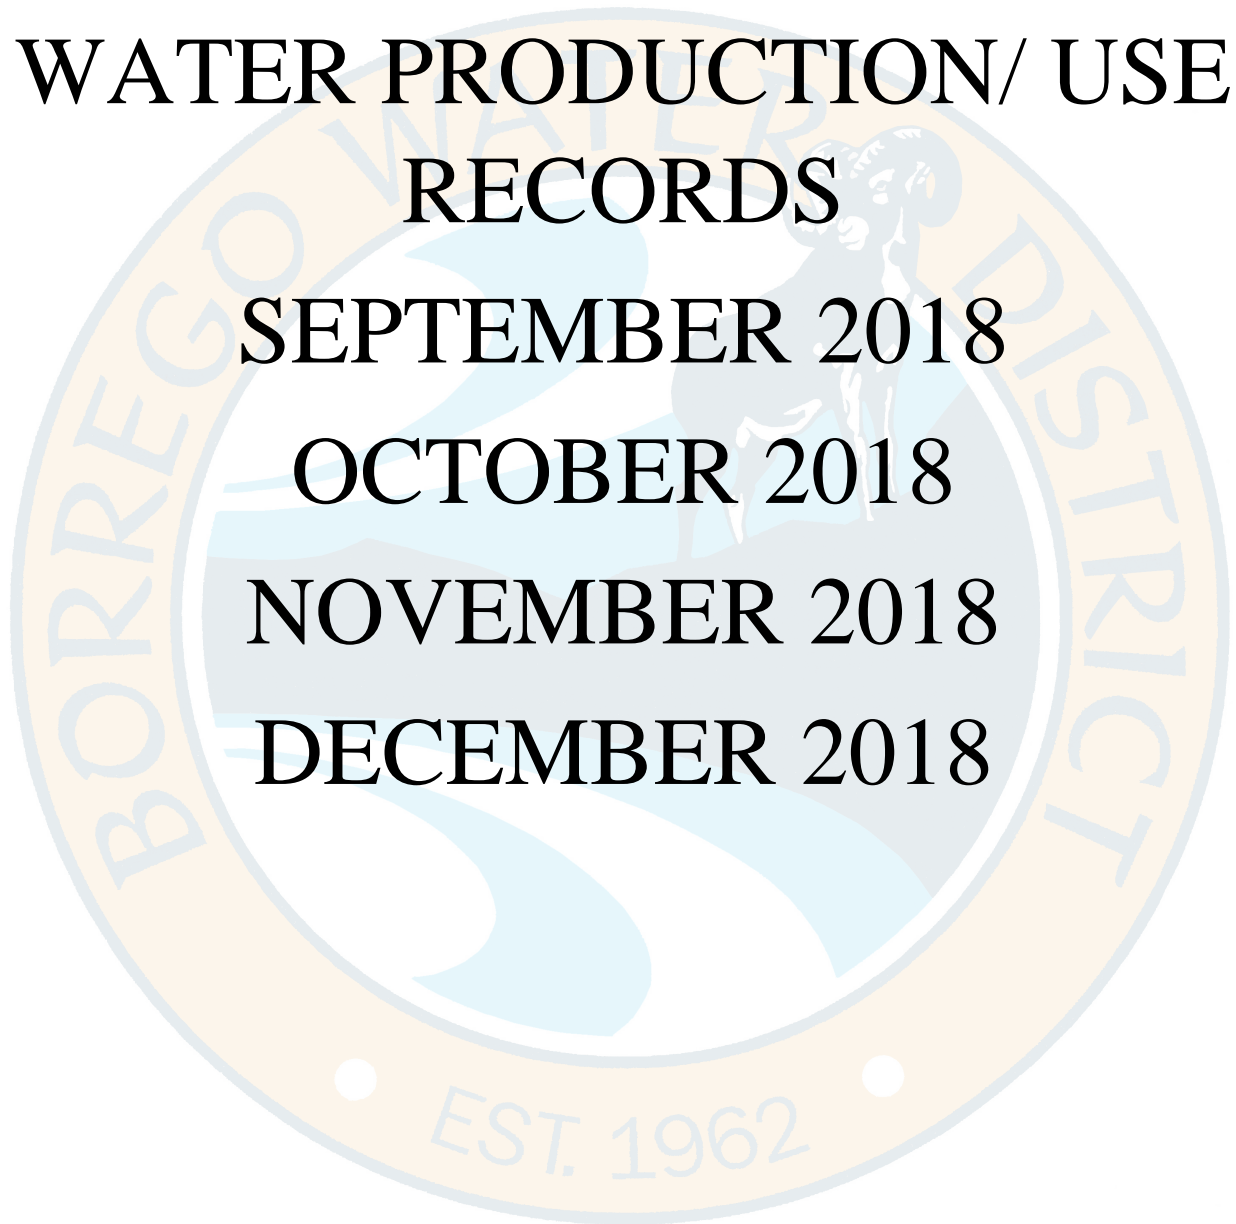 WATER PRODUCTION/ USE
RECORDS
SEPTEMBER 2018
OCTOBER 2018
NOVEMBER 2018
DECEMBER 2018
BORREGO WATER DISTRICT
EST. 1962